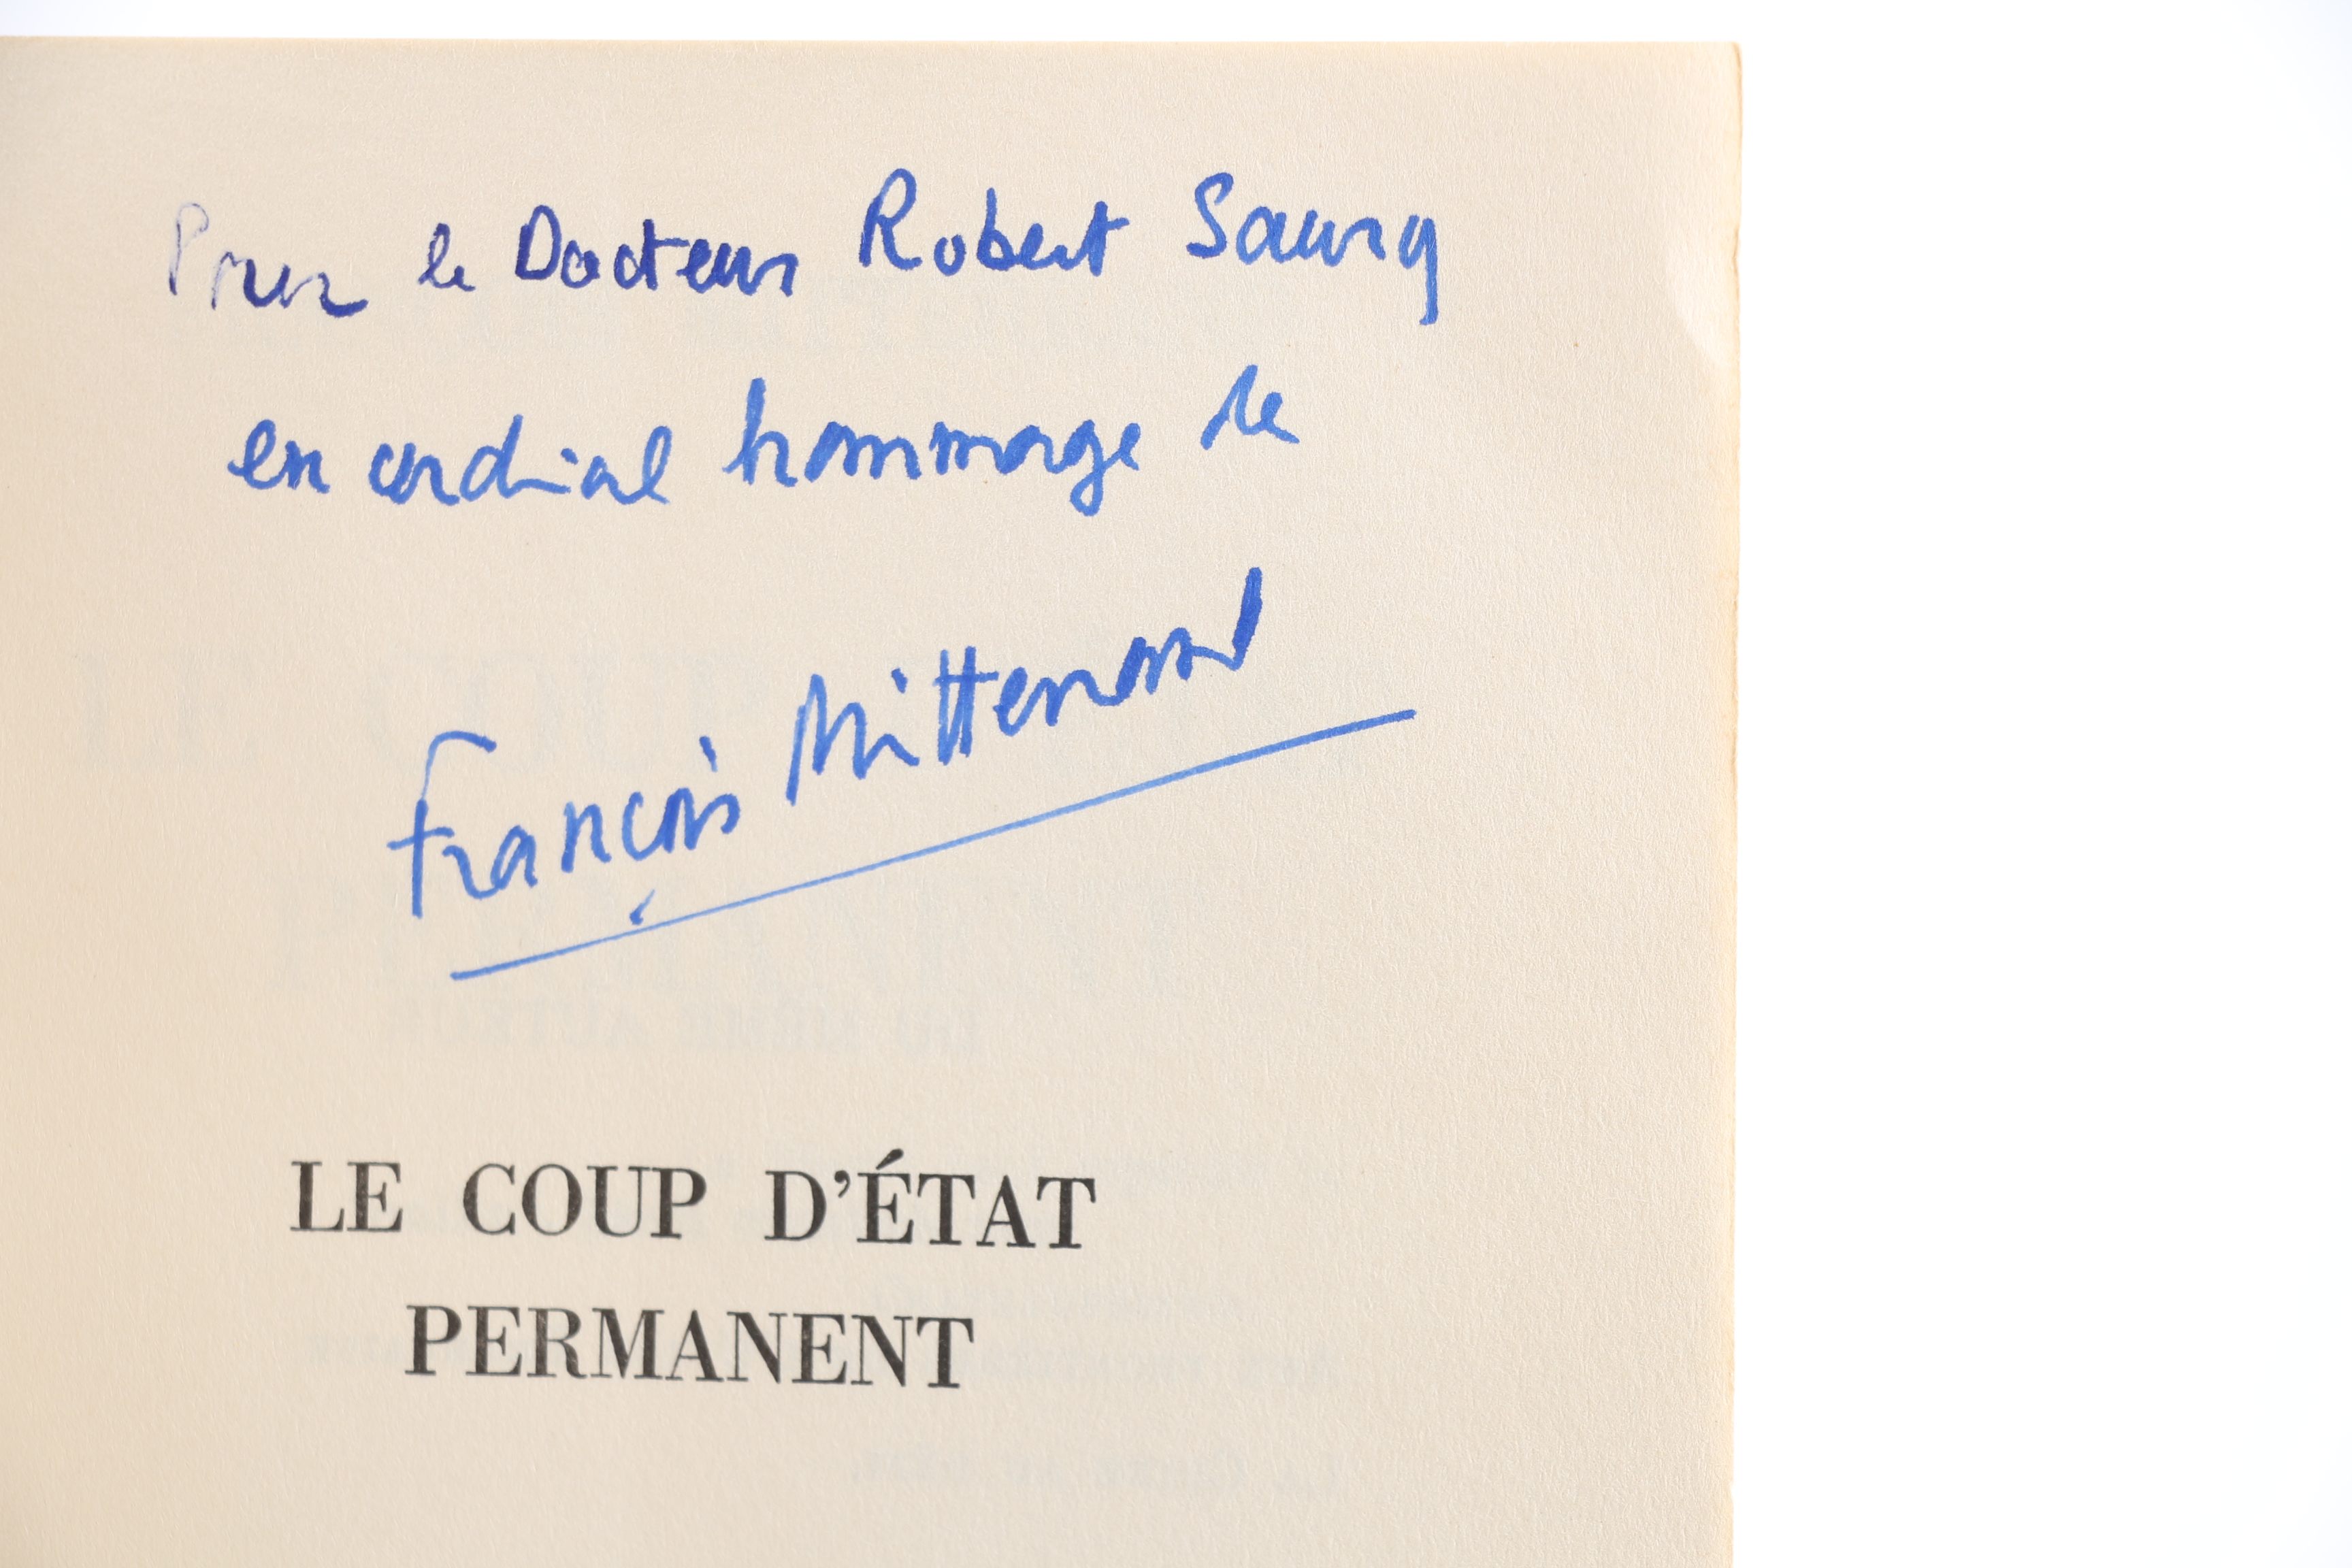 Pour le Docteur Robert Saury
en cordial hommage de
François Mitterrand
LE COUP D'ÉTAT
PERMANENT